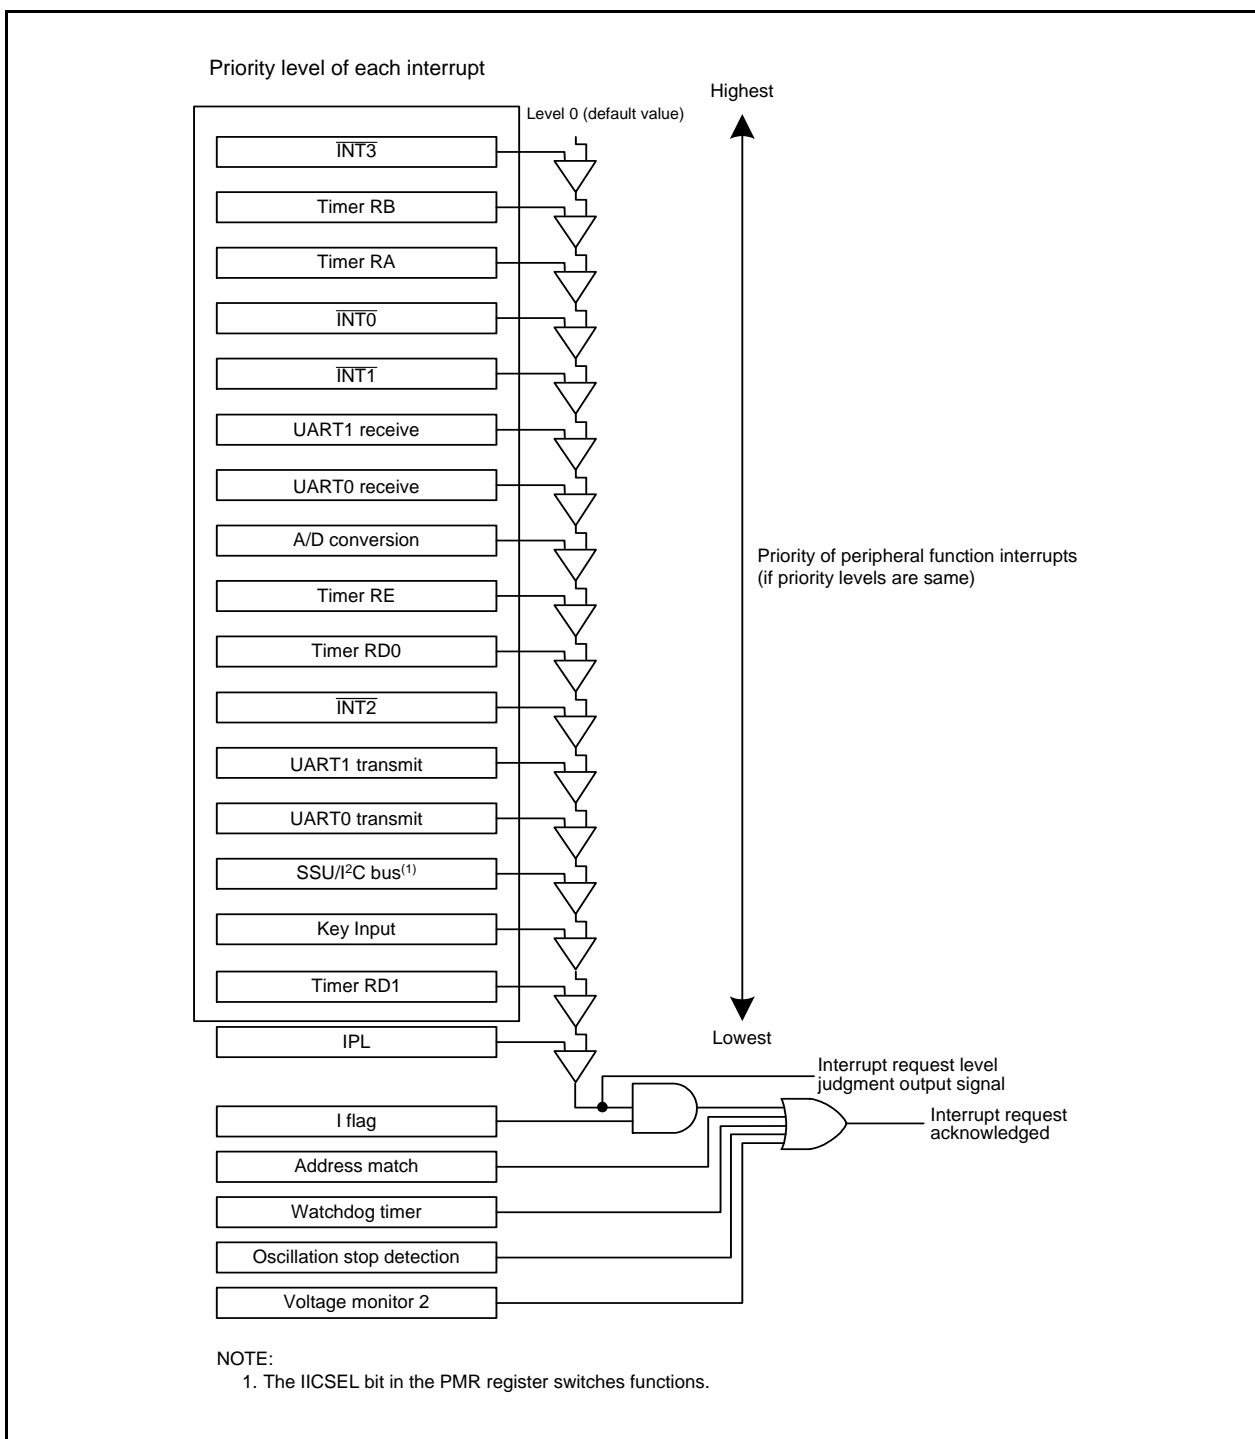 Priority level of each interrupt
Highest
Level 0 (default value)
INT3
Timer RB
Timer RA
INT0
INT1
UART1 receive
UART0 receive
A/D conversion
Priority of peripheral function interrupts
(if priority levels are same)
Timer RE
Timer RD0
INT2
UART1 transmit
UART0 transmit
SSU/I²C bus(1)
Key Input
Timer RD1
Lowest
IPL
Interrupt request level
judgment output signal
I flag
Interrupt request
acknowledged
Address match
Watchdog timer
Oscillation stop detection
Voltage monitor 2
NOTE:
1. The IICSEL bit in the PMR register switches functions.